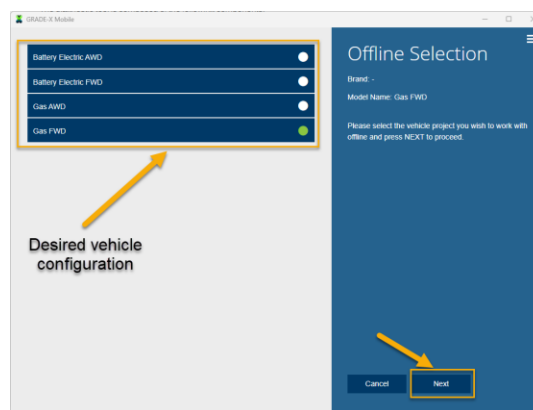 GRADE-X Mobile
Battery Electric AWD
Battery Electric FWD
Gas AWD
Gas FWD
Desired vehicle
configuration
Offline Selection
Brand: -
Model Name: Gas FWD
Please select the vehicle project you wish to work with
offline and press NEXT to proceed.
Cancel
Next